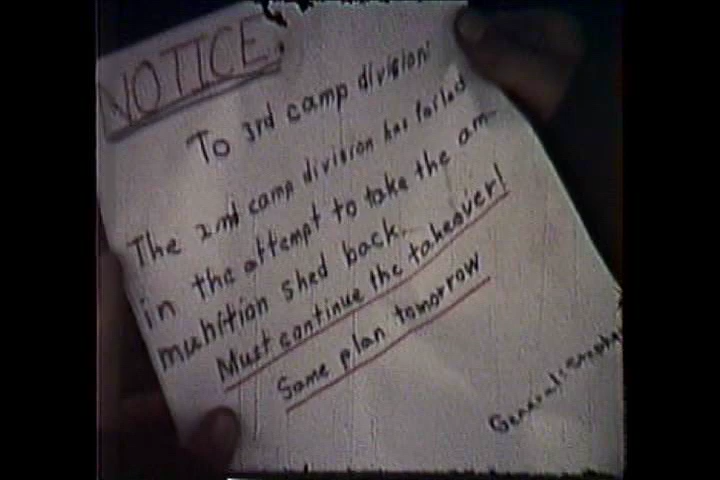 NOTICE.
To 3rd camp division:
The 2nd camp division has failed
in the attempt to take the am-
munition shed back.
Must continue the takeover!
Same plan tomorrow
General: